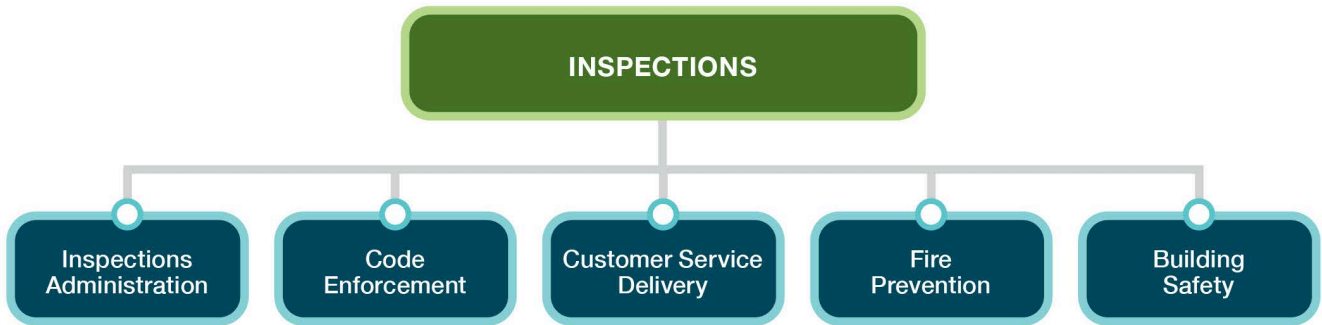 INSPECTIONS
Inspections
Administration
Code
Enforcement
Customer Service
Delivery
Fire
Prevention
Building
Safety